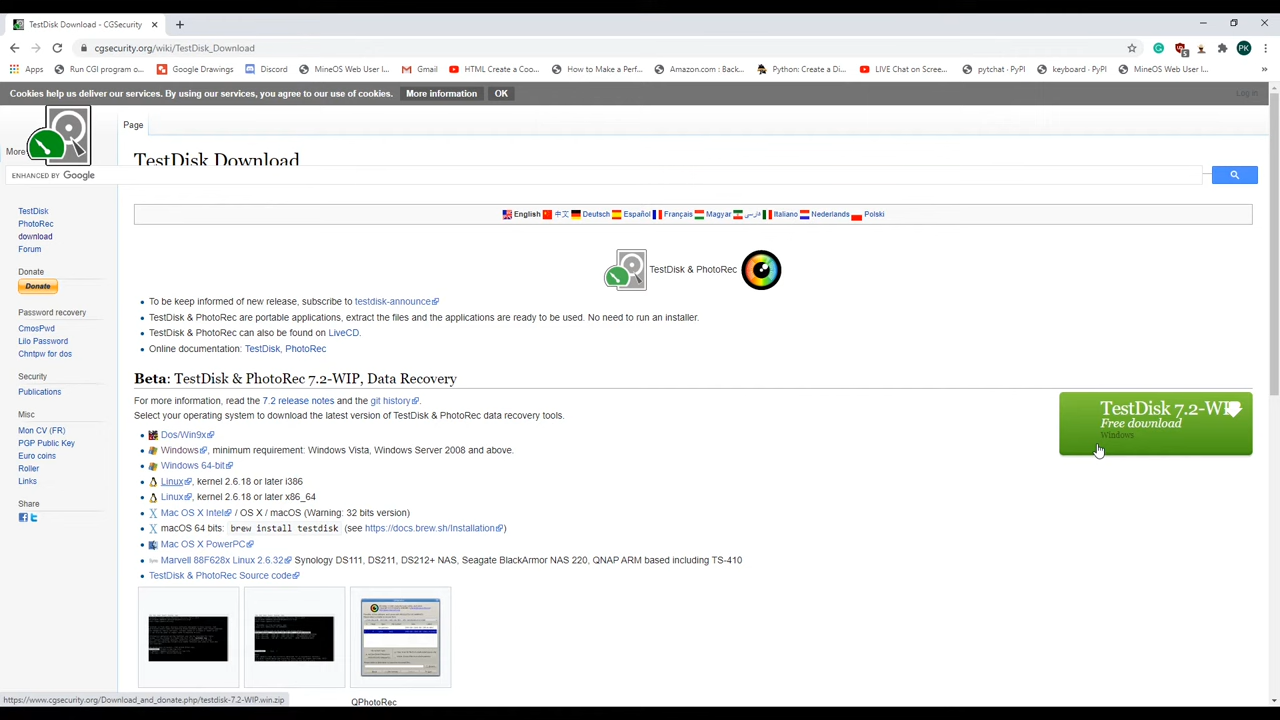 TestDisk Download - CGSecurity
cgsecurity.org/wiki/TestDisk_Download
PK
Apps
Run CGI program o...
Google Drawings
Discord
MineOS Web User I...
Gmail
HTML Create a Coo...
How to Make a Perf...
Amazon.com : Back...
Python: Create a Di...
LIVE Chat on Scree...
pytchat · PyPI
keyboard · PyPI
MineOS Web User I...
Cookies help us deliver our services. By using our services, you agree to our use of cookies.
More information
OK
Log in
Page
More
TestDisk Download
ENHANCED BY Google
TestDisk
PhotoRec
download
Forum
Donate
Donate
Password recovery
CmosPwd
Lilo Password
Chntpw for dos
Security
Publications
Misc
Mon CV (FR)
PGP Public Key
Euro coins
Roller
Links
Share
English 中文 Deutsch Español Français Magyar فارسی Italiano Nederlands Polski
TestDisk & PhotoRec
To be keep informed of new release, subscribe to testdisk-announce
TestDisk & PhotoRec are portable applications, extract the files and the applications are ready to be used. No need to run an installer.
TestDisk & PhotoRec can also be found on LiveCD.
Online documentation: TestDisk, PhotoRec
Beta: TestDisk & PhotoRec 7.2-WIP, Data Recovery
For more information, read the 7.2 release notes and the git history.
Select your operating system to download the latest version of TestDisk & PhotoRec data recovery tools.
TestDisk 7.2-WIP
Free download
Windows
Dos/Win9x
Windows, minimum requirement: Windows Vista, Windows Server 2008 and above.
Windows 64-bit
Linux, kernel 2.6.18 or later i386
Linux, kernel 2.6.18 or later x86_64
Mac OS X Intel / OS X / macOS (Warning: 32 bits version)
macOS 64 bits: brew install testdisk (see https://docs.brew.sh/Installation)
Mac OS X PowerPC
Marvell 88F628x Linux 2.6.32 Synology DS111, DS211, DS212+ NAS, Seagate BlackArmor NAS 220, QNAP ARM based including TS-410
TestDisk & PhotoRec Source code
QPhotoRec
https://www.cgsecurity.org/Download_and_donate.php/testdisk-7.2-WIP.win.zip